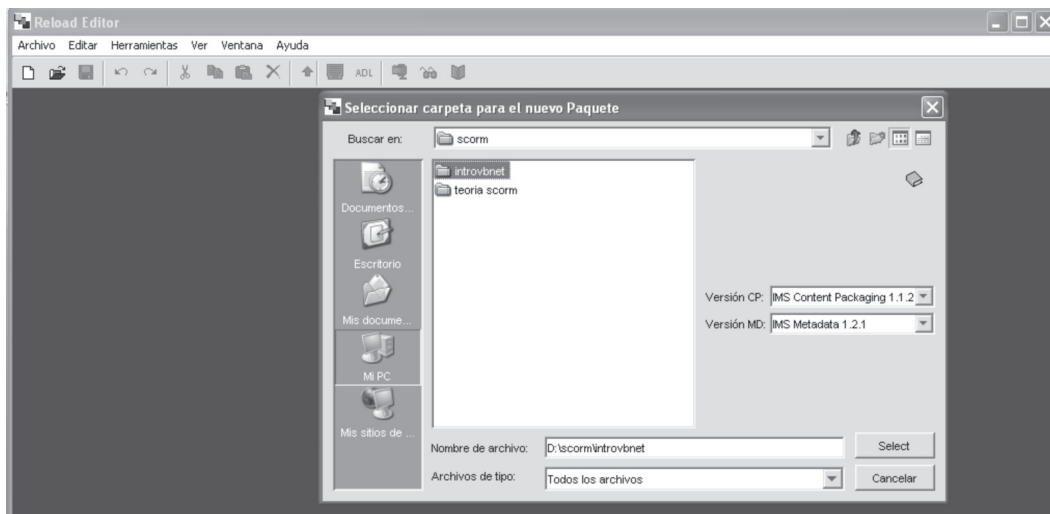 Reload Editor
Archivo Editar Herramientas Ver Ventana Ayuda
ADL
Seleccionar carpeta para el nuevo Paquete
Buscar en: scorm
introvbnet
teoria scorm
Documentos...
Escritorio
Mis docume...
Mi PC
Mis sitios de ...
Versión CP: IMS Content Packaging 1.1.2
Versión MD: IMS Metadata 1.2.1
Nombre de archivo: D:\scorm\introvbnet Select
Archivos de tipo: Todos los archivos Cancelar